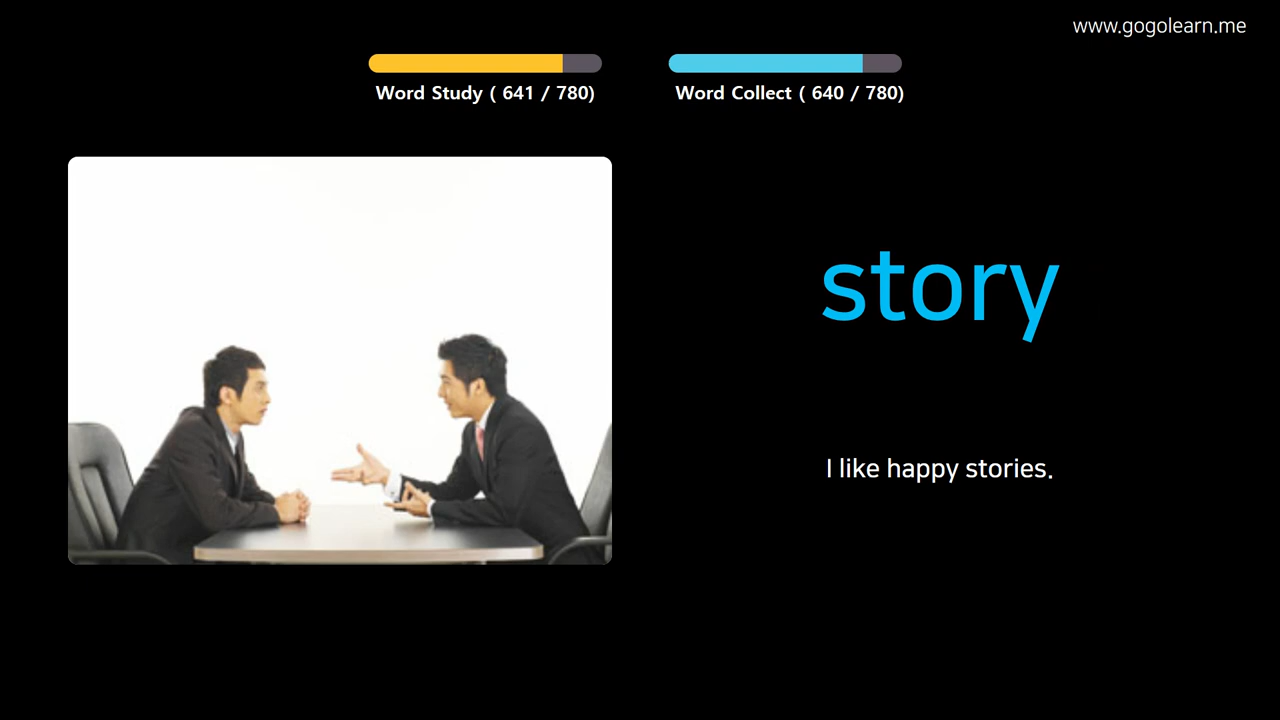 www.gogolearn.me
Word Study ( 641 / 780)
Word Collect ( 640 / 780)
story
I like happy stories.